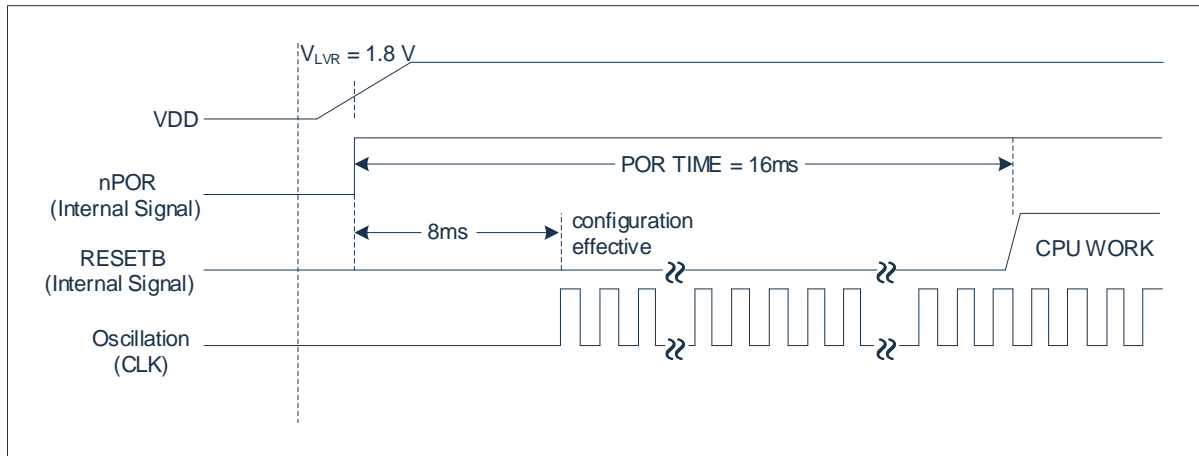 V_LVR = 1.8 V
VDD
POR TIME = 16ms
nPOR
(Internal Signal)
8ms
configuration
effective
RESETB
(Internal Signal)
CPU WORK
Oscillation
(CLK)